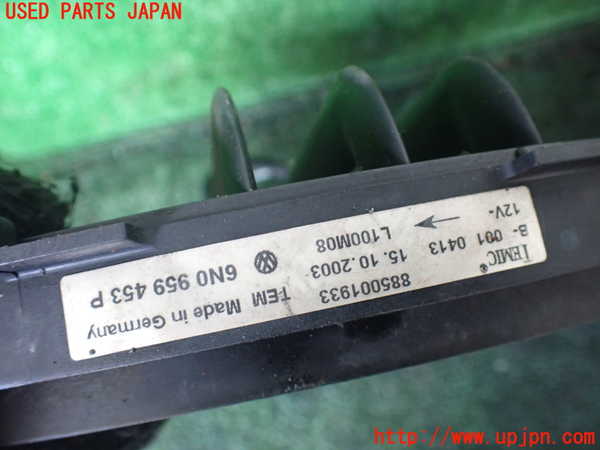 USED PARTS JAPAN
TEMIC
885001933
TEM Made in Germany
B- 001 0413
15.10.2003
6N0 959 453 P
12V-
L100M08
http://www.upjpn.com/